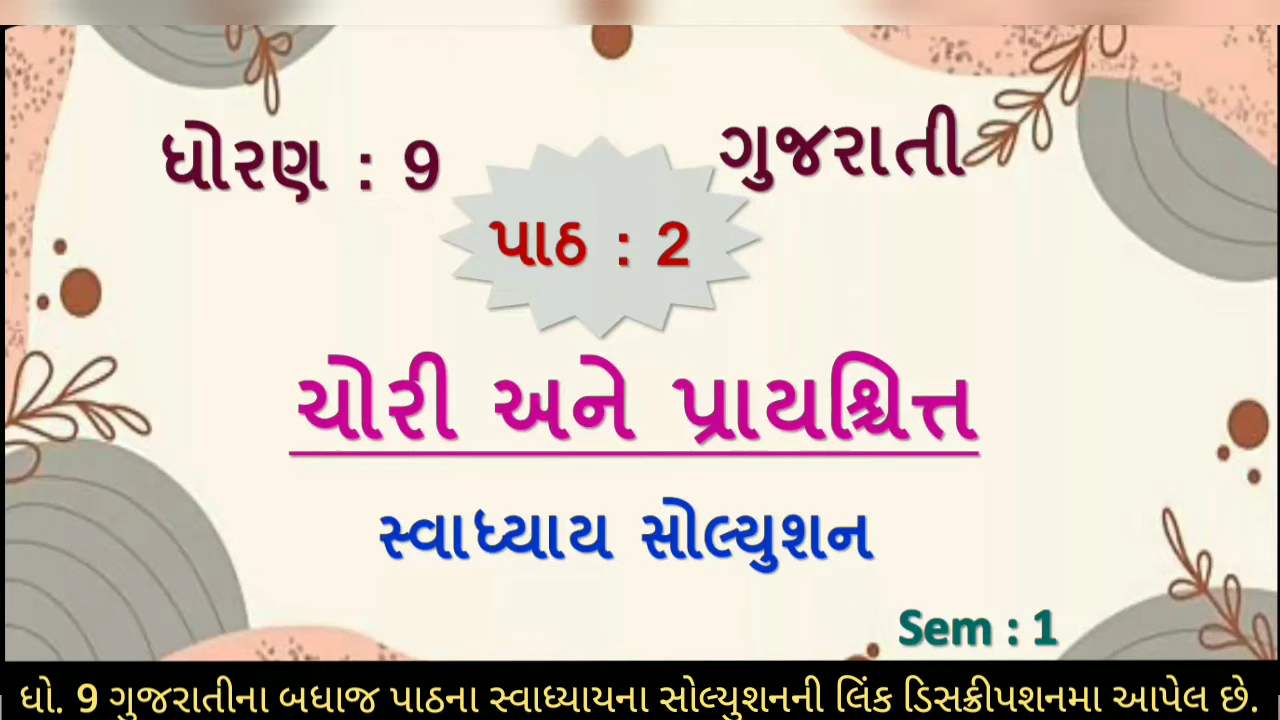 ધોરણ : 9
ગુજરાતી
પાઠ : 2
ચોરી અને પ્રાયશ્ચિત્ત
સ્વાધ્યાય સોલ્યુશન
Sem : 1
ધો. 9 ગુજરાતીના બધાજ પાઠના સ્વાધ્યાયના સોલ્યુશનની લિંક ડિસક્રીપશનમા આપેલ છે.